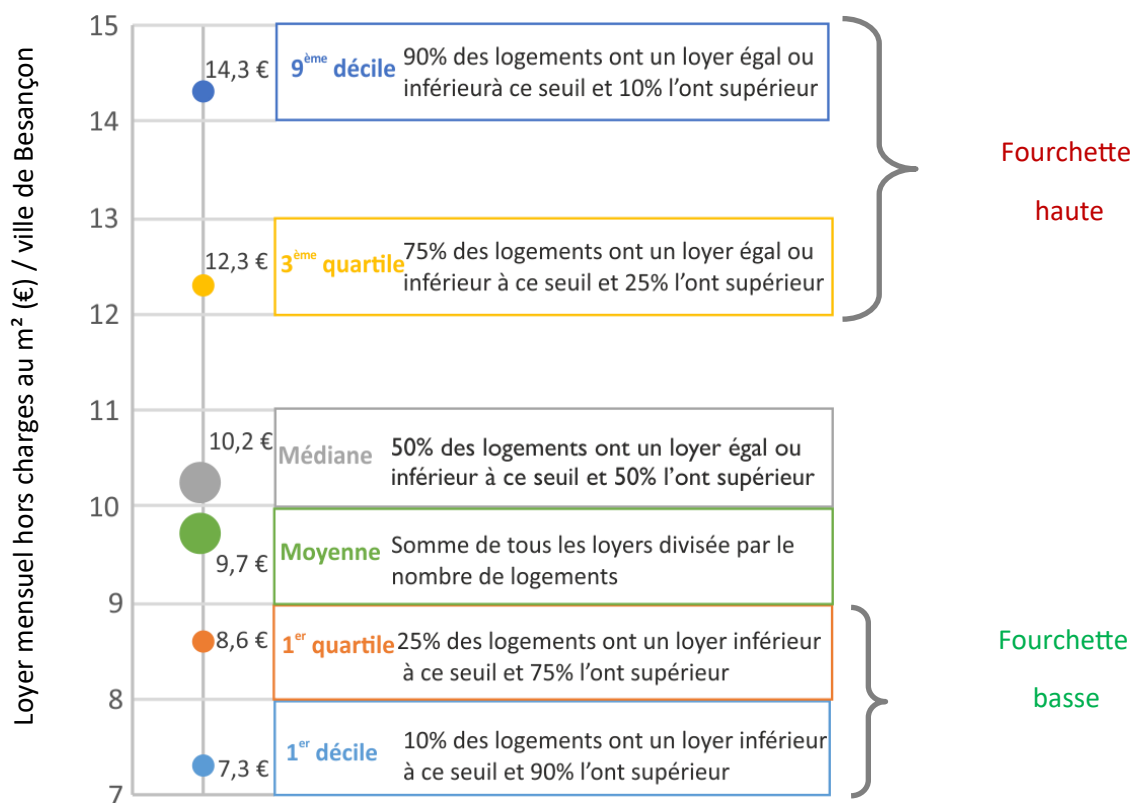 Loyer mensuel hors charges au m² (€) / ville de Besançon
15
14
13
12
11
10
9
8
7
14,3 €
9ème décile
90% des logements ont un loyer égal ou
inférieurà ce seuil et 10% l’ont supérieur
12,3 €
3ème quartile
75% des logements ont un loyer égal ou
inférieur à ce seuil et 25% l’ont supérieur
Fourchette
haute
10,2 €
Médiane
50% des logements ont un loyer égal ou
inférieur à ce seuil et 50% l’ont supérieur
9,7 €
Moyenne
Somme de tous les loyers divisée par le
nombre de logements
8,6 €
1er quartile
25% des logements ont un loyer inférieur
à ce seuil et 75% l’ont supérieur
7,3 €
1er décile
10% des logements ont un loyer inférieur
à ce seuil et 90% l’ont supérieur
Fourchette
basse